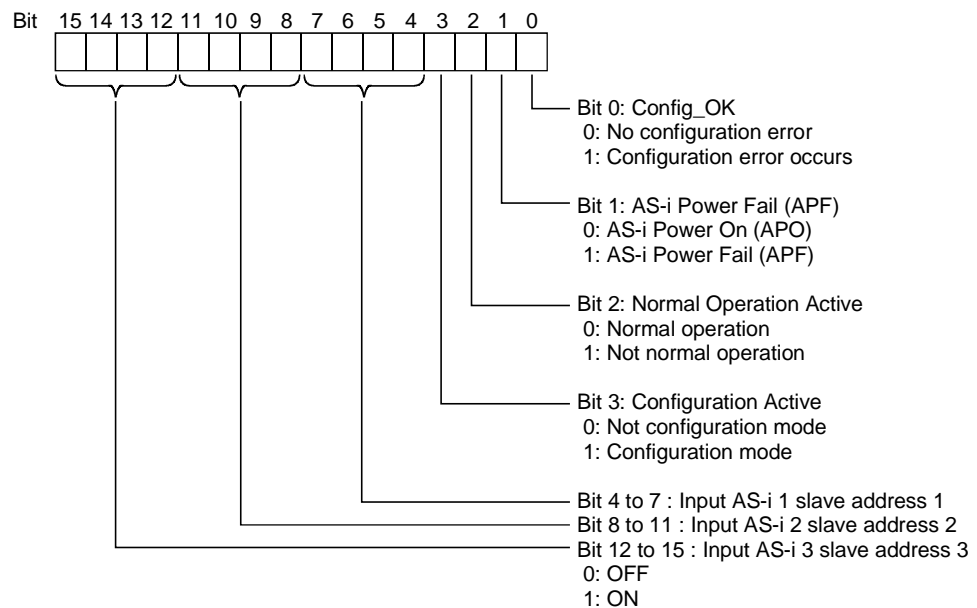 Bit 15 14 13 12 11 10 9 8 7 6 5 4 3 2 1 0
Bit 0: Config_OK
0: No configuration error
1: Configuration error occurs
Bit 1: AS-i Power Fail (APF)
0: AS-i Power On (APO)
1: AS-i Power Fail (APF)
Bit 2: Normal Operation Active
0: Normal operation
1: Not normal operation
Bit 3: Configuration Active
0: Not configuration mode
1: Configuration mode
Bit 4 to 7 : Input AS-i 1 slave address 1
Bit 8 to 11 : Input AS-i 2 slave address 2
Bit 12 to 15 : Input AS-i 3 slave address 3
0: OFF
1: ON